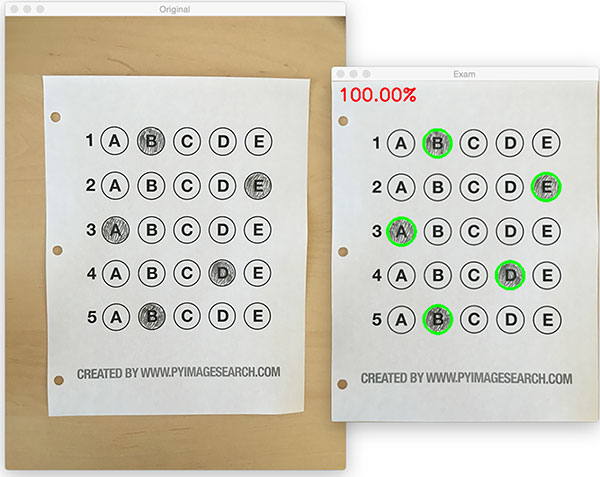 Original
1 A B C D E
2 A B C D E
3 A B C D E
4 A B C D E
5 A B C D E
CREATED BY WWW.PYIMAGESEARCH.COM
Exam
100.00%
1 A B C D E
2 A B C D E
3 A B C D E
4 A B C D E
5 A B C D E
CREATED BY WWW.PYIMAGESEARCH.COM